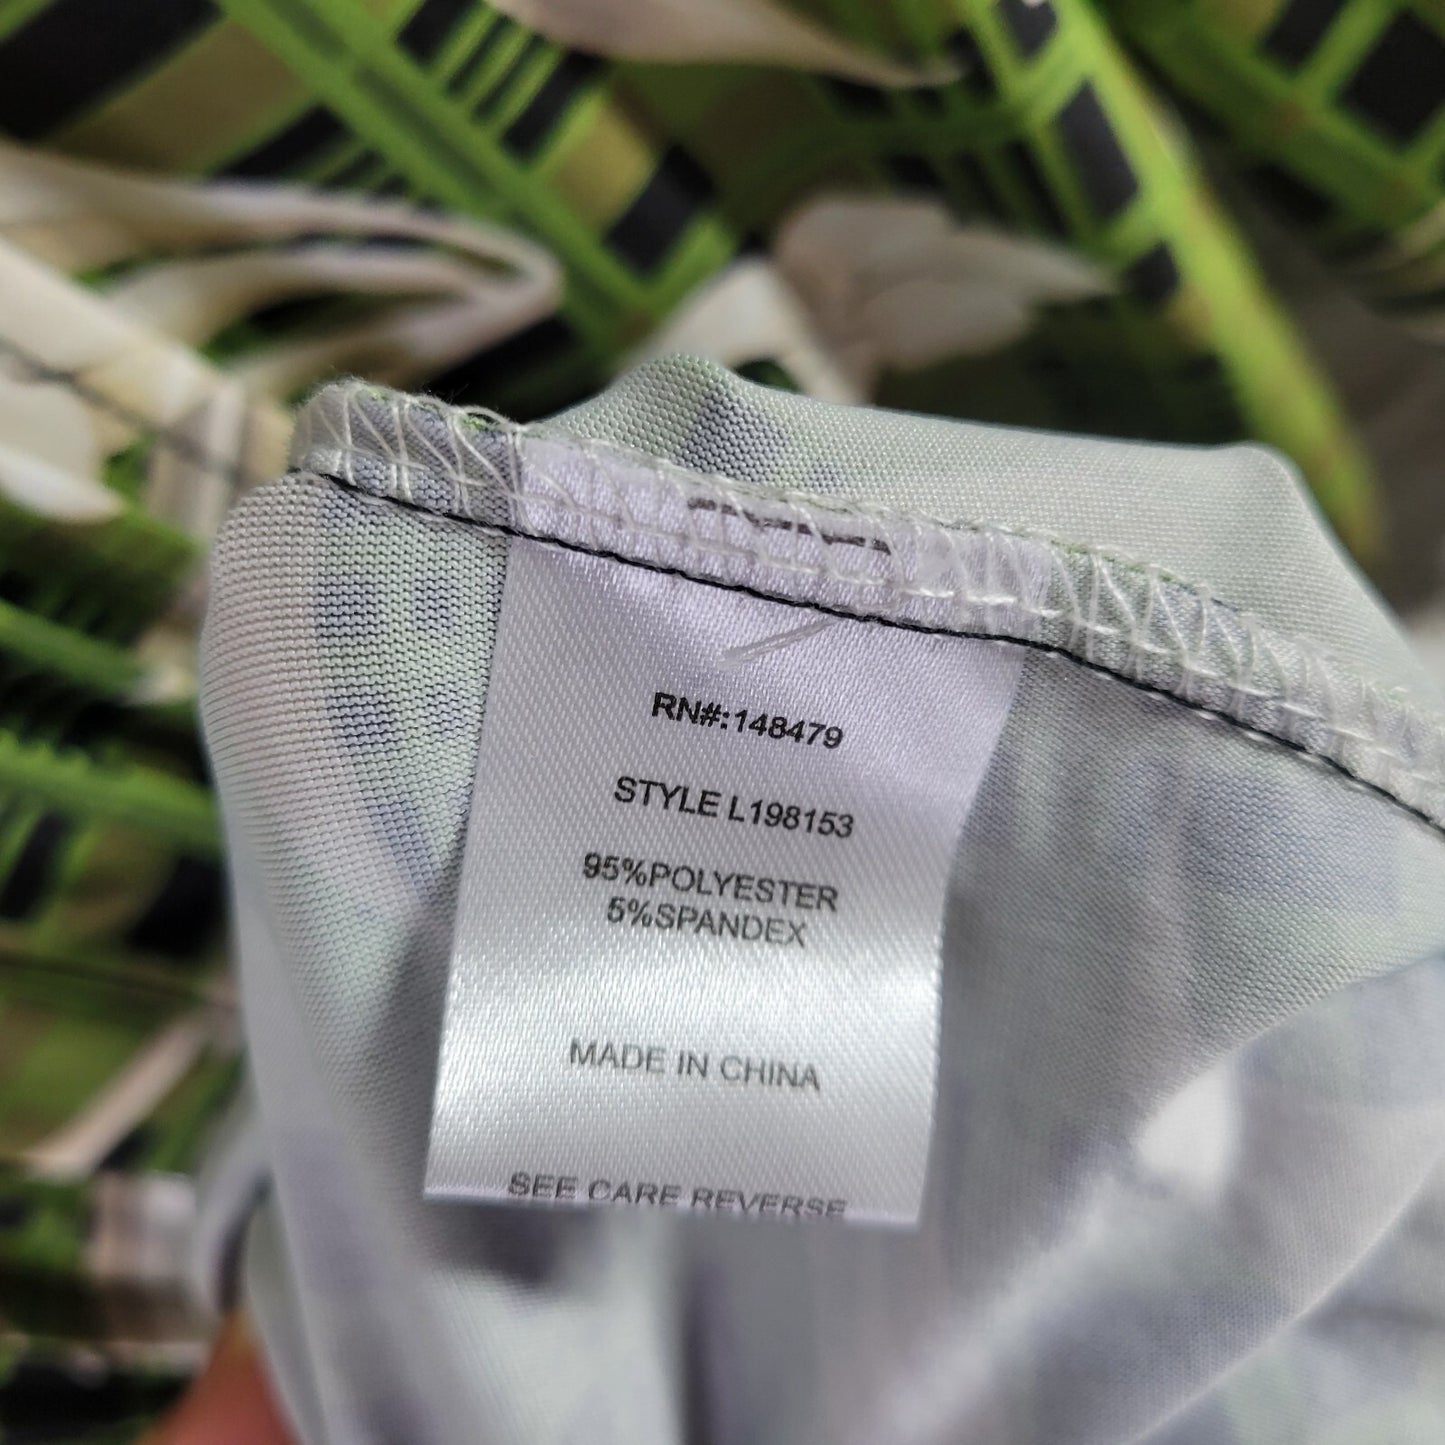 RN#:148479
STYLE L198153
95%POLYESTER
5%SPANDEX
MADE IN CHINA
SEE CARE REVERSE